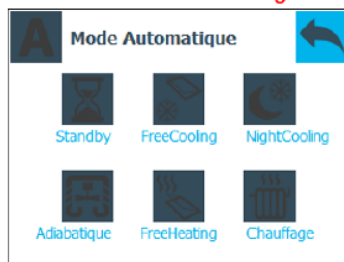 A Mode Automatique
Standby FreeCooling NightCooling
Adiabatique FreeHeating Chauffage